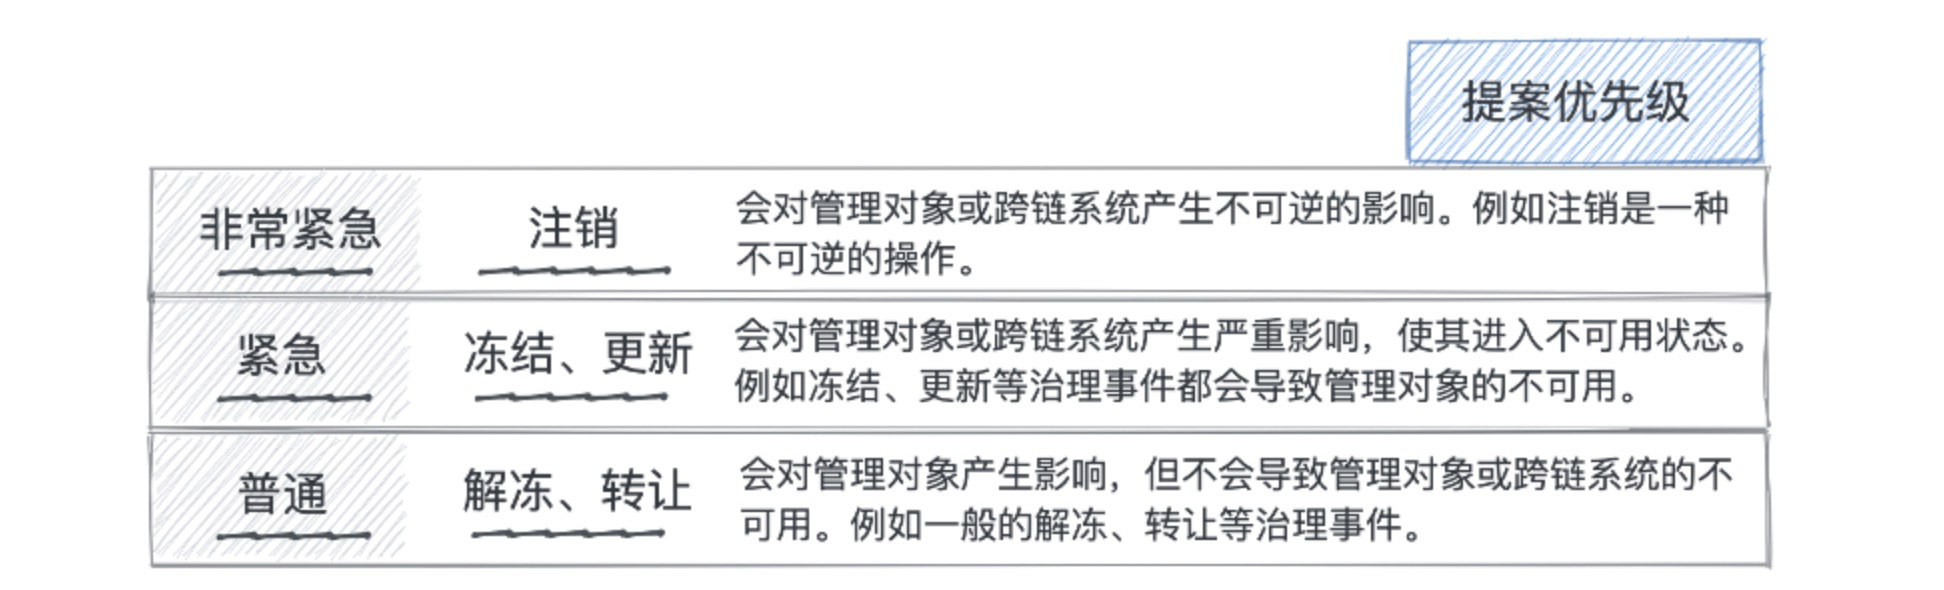 提案优先级
非常紧急
注销
会对管理对象或跨链系统产生不可逆的影响。例如注销是一种
不可逆的操作。
紧急
冻结、更新
会对管理对象或跨链系统产生严重影响，使其进入不可用状态。
例如冻结、更新等治理事件都会导致管理对象的不可用。
普通
解冻、转让
会对管理对象产生影响，但不会导致管理对象或跨链系统的不
可用。例如一般的解冻、转让等治理事件。